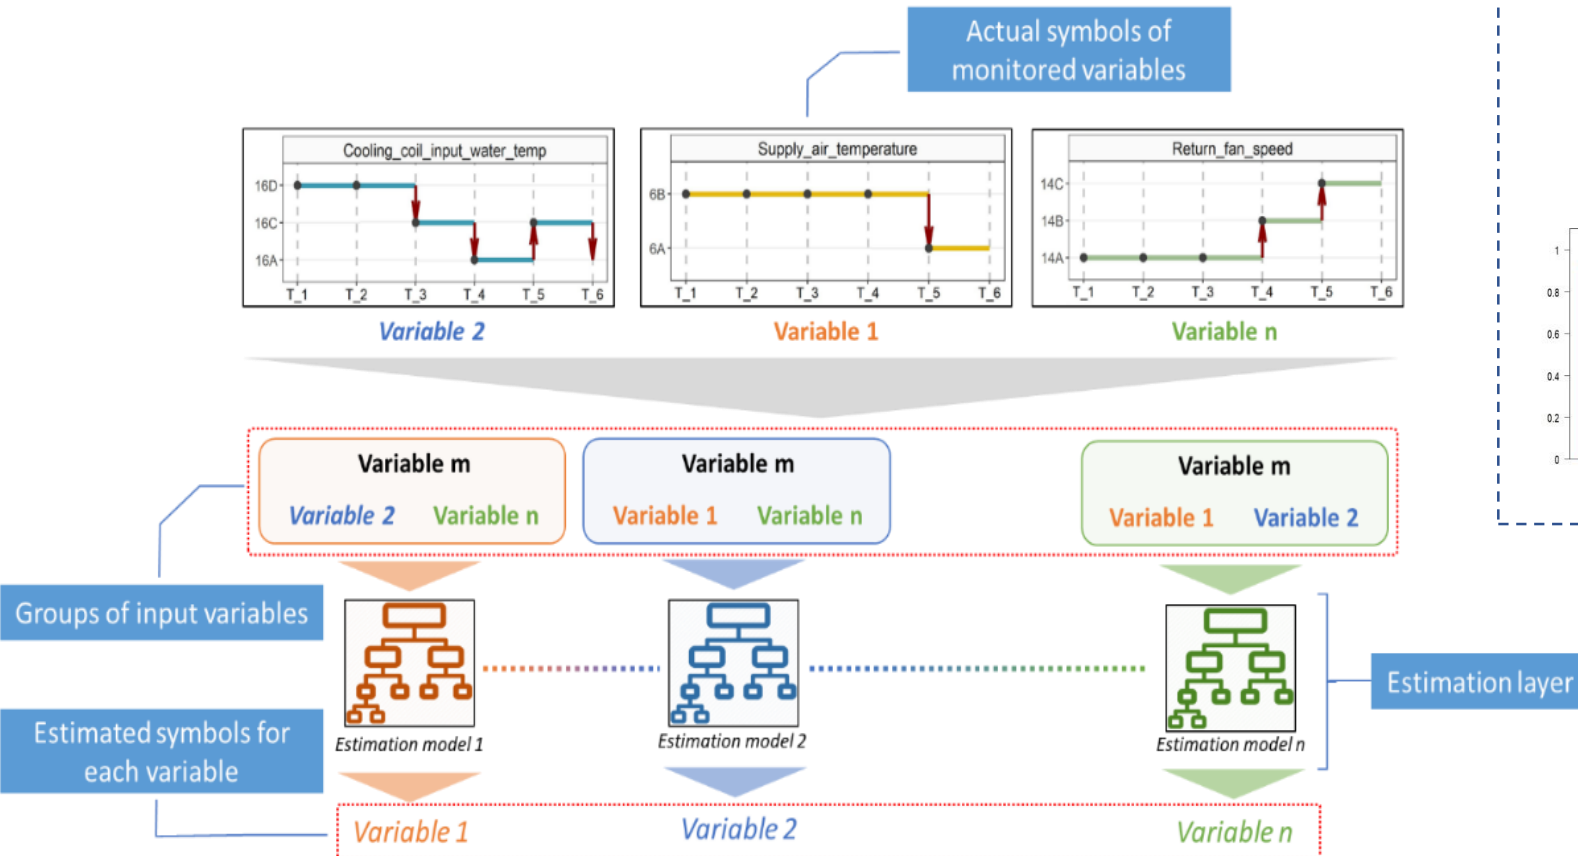 Actual symbols of
monitored variables
Cooling_coil_input_water_temp
16D
16C
16A
T_1 T_2 T_3 T_4 T_5 T_6
Supply_air_temperature
6B
6A
T_1 T_2 T_3 T_4 T_5 T_6
Return_fan_speed
14C
14B
14A
T_1 T_2 T_3 T_4 T_5 T_6
Variable 2
Variable 1
Variable n
1
0.8
0.6
0.4
0.2
0
Variable m
Variable 2 Variable n
Variable m
Variable 1 Variable n
Variable m
Variable 1 Variable 2
Groups of input variables
Estimation layer
Estimation model 1
Estimation model 2
Estimation model n
Estimated symbols for
each variable
Variable 1
Variable 2
Variable n